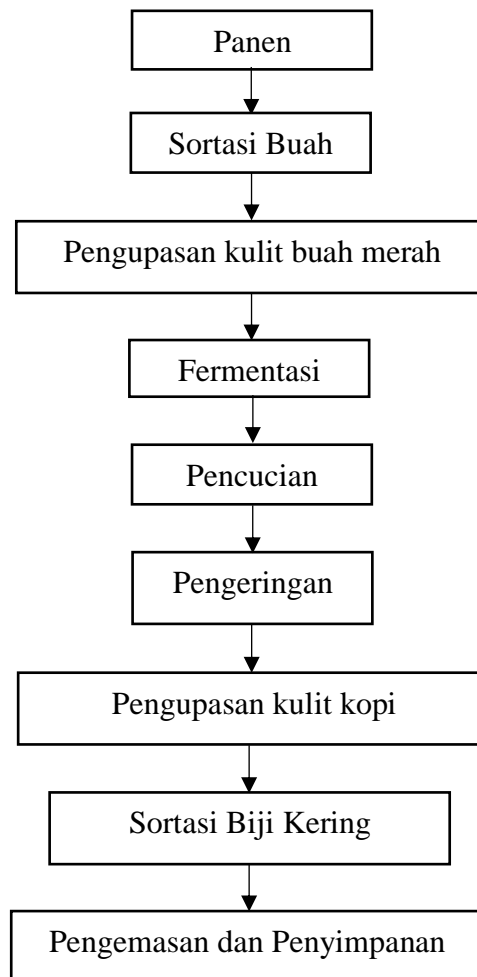 Panen
Sortasi Buah
Pengupasan kulit buah merah
Fermentasi
Pencucian
Pengeringan
Pengupasan kulit kopi
Sortasi Biji Kering
Pengemasan dan Penyimpanan